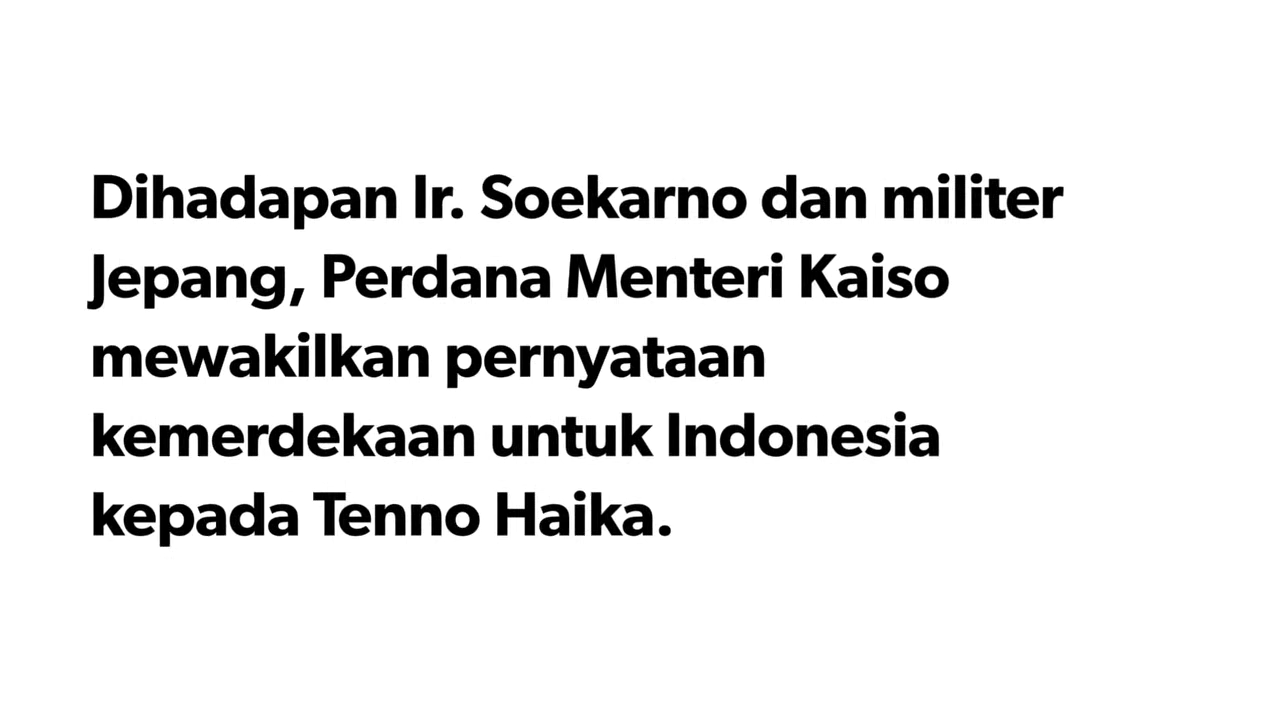 Dihadapan Ir. Soekarno dan militer
Jepang, Perdana Menteri Kaiso
mewakilkan pernyataan
kemerdekaan untuk Indonesia
kepada Tenno Haika.